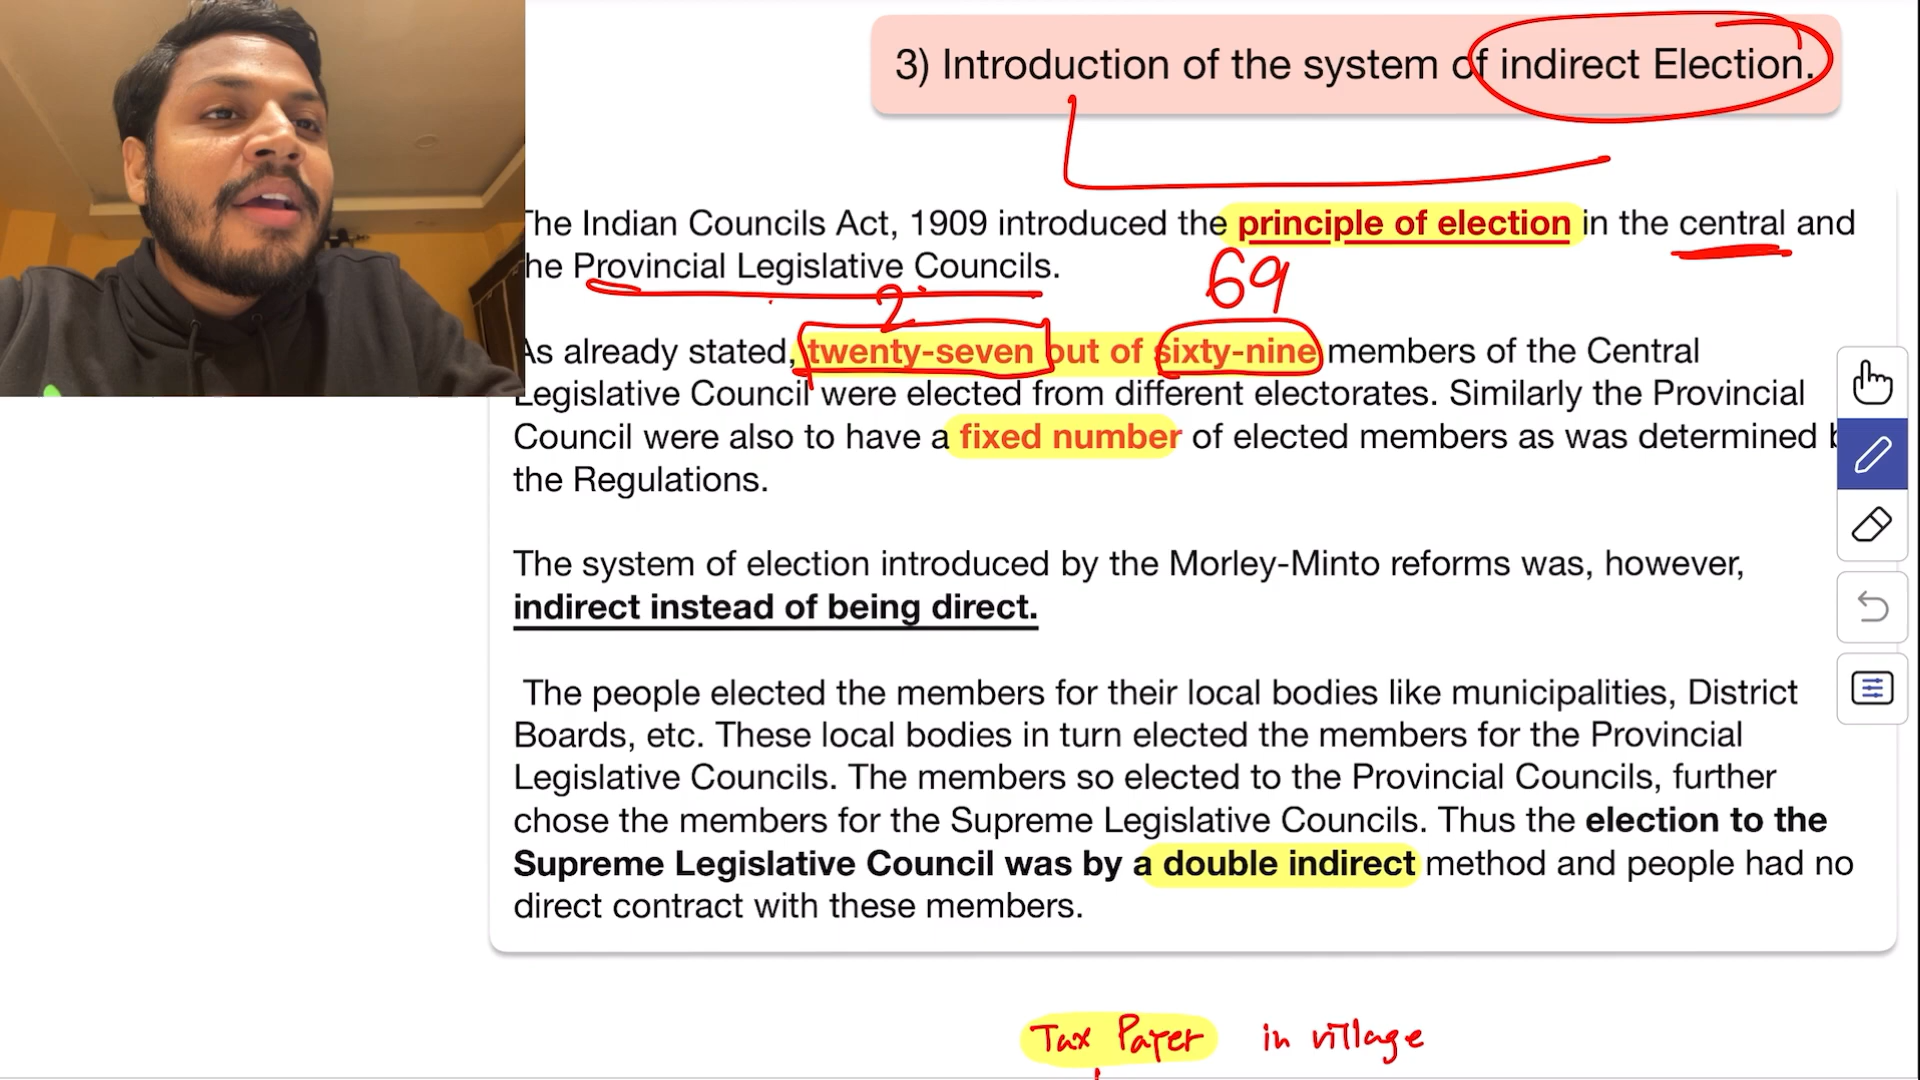 3) Introduction of the system of indirect Election.
The Indian Councils Act, 1909 introduced the principle of election in the central and
the Provincial Legislative Councils.
69
2
As already stated, twenty-seven out of sixty-nine members of the Central
Legislative Council were elected from different electorates. Similarly the Provincial
Council were also to have a fixed number of elected members as was determined
the Regulations.
The system of election introduced by the Morley-Minto reforms was, however,
indirect instead of being direct.
The people elected the members for their local bodies like municipalities, District
Boards, etc. These local bodies in turn elected the members for the Provincial
Legislative Councils. The members so elected to the Provincial Councils, further
chose the members for the Supreme Legislative Councils. Thus the election to the
Supreme Legislative Council was by a double indirect method and people had no
direct contract with these members.
Tax Payer in village